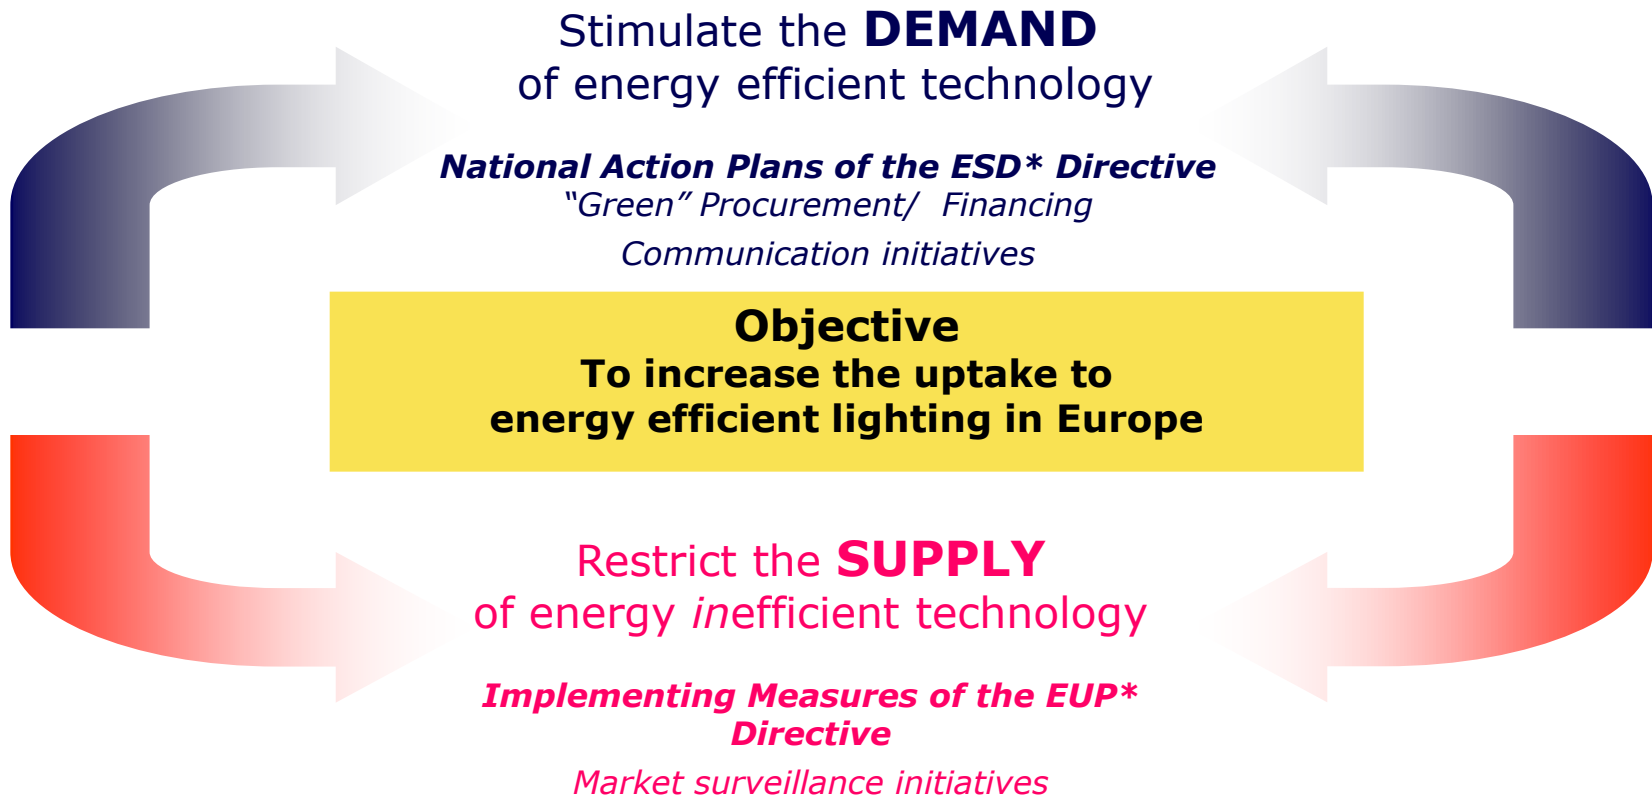 Stimulate the DEMAND
of energy efficient technology
National Action Plans of the ESD* Directive
“Green” Procurement/ Financing
Communication initiatives
Objective
To increase the uptake to
energy efficient lighting in Europe
Restrict the SUPPLY
of energy inefficient technology
Implementing Measures of the EUP*
Directive
Market surveillance initiatives